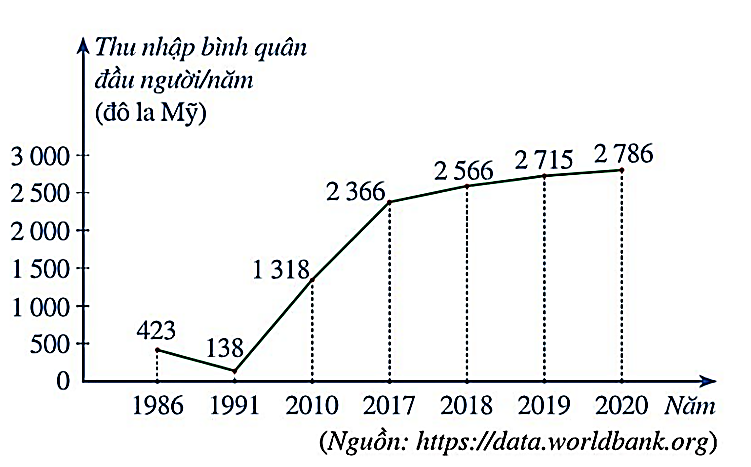 Thu nhập bình quân
đầu người/năm
(đô la Mỹ)
3 000
2 500
2 000
1 500
1 000
500
0
423
138
1 318
2 366
2 566
2 715
2 786
1986 1991 2010 2017 2018 2019 2020 Năm
(Nguồn: https://data.worldbank.org)